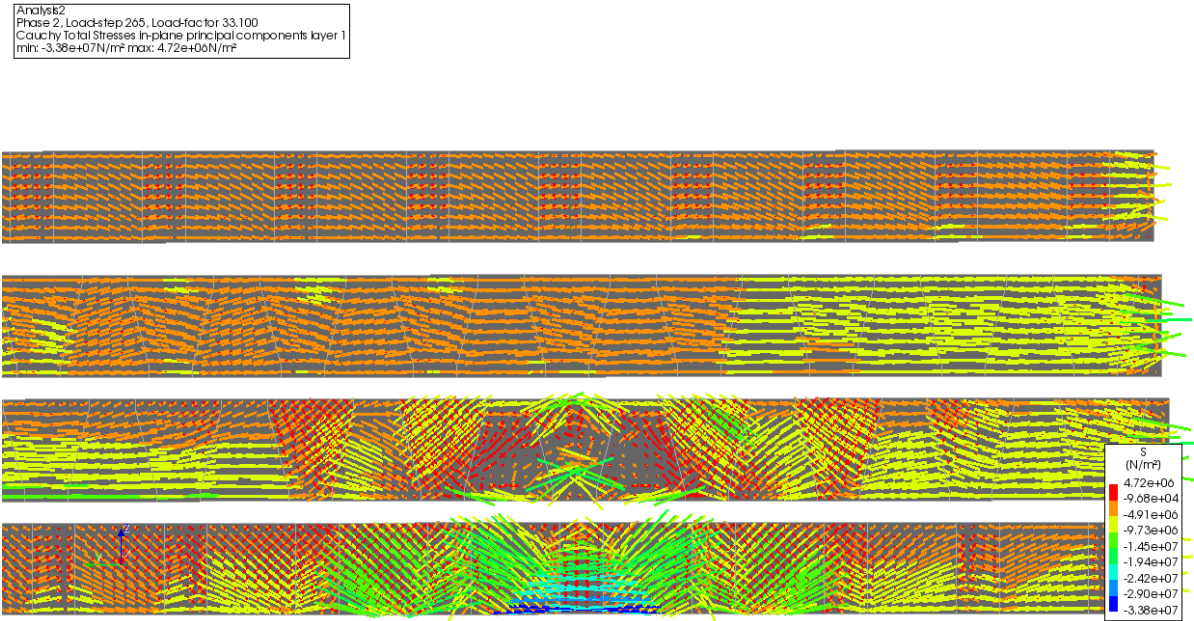 Analysis2
Phase 2, Load-step 265, Load-factor 33.100
Cauchy Total Stresses in-plane principal components layer 1
min: -3.38e+07N/m² max: 4.72e+06N/m²
S
(N/m²)
4.72e+06
-9.68e+04
-4.91e+06
-9.73e+06
-1.45e+07
-1.94e+07
-2.42e+07
-2.90e+07
-3.38e+07
Z